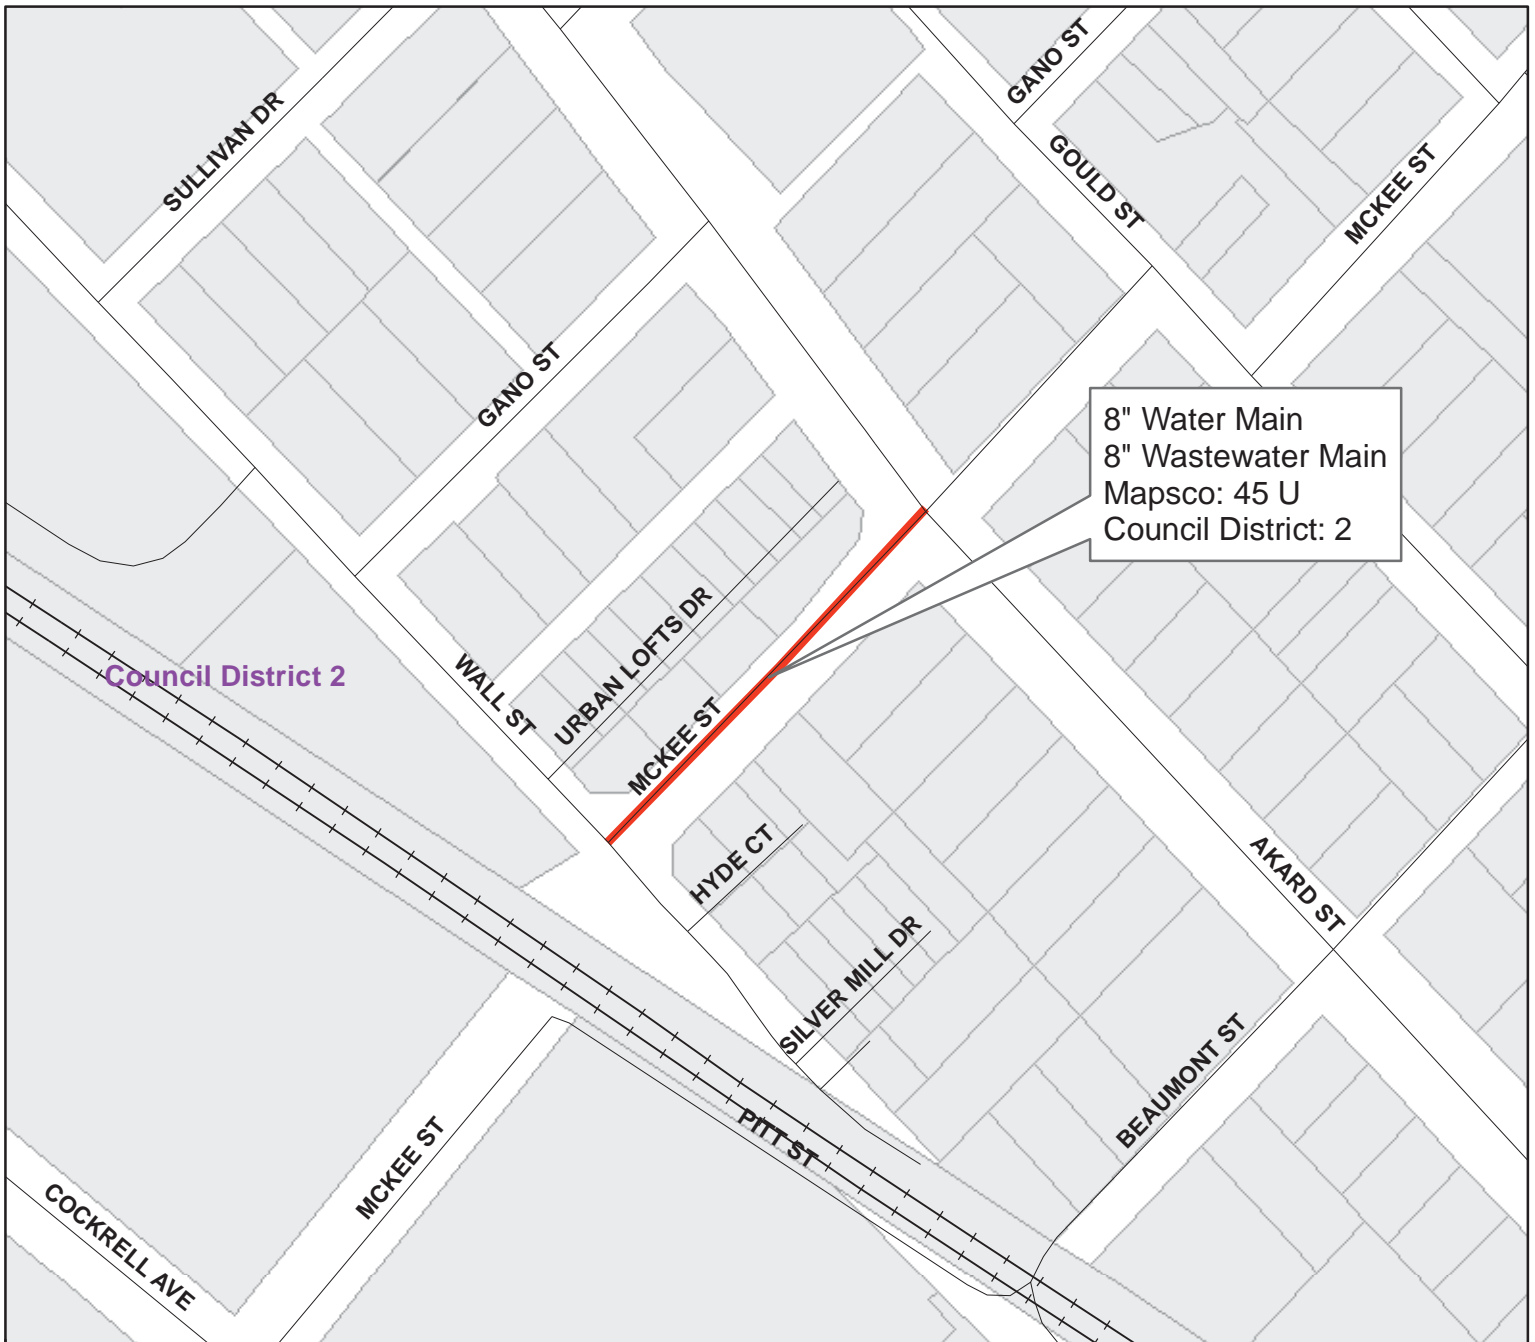 GANO ST
SULLIVAN DR
GOULD ST
MCKEE ST
GANO ST
8" Water Main
8" Wastewater Main
Mapsco: 45 U
Council District: 2
Council District 2
WALL ST
URBAN LOFTS DR
MCKEE ST
HYDE CT
AKARD ST
SILVER MILL DR
BEAUMONT ST
PITT ST
MCKEE ST
COCKRELL AVE